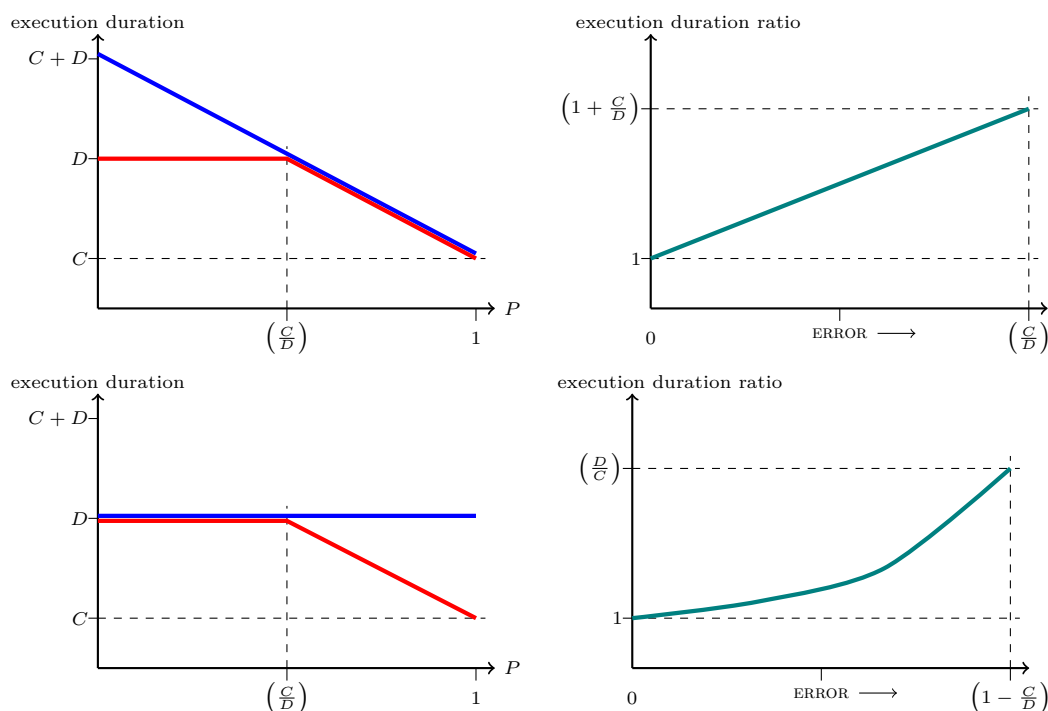 execution duration
C + D
D
C
P
(C/D)
1
execution duration ratio
(1 + C/D)
1
0
ERROR ⟶
(C/D)
execution duration
C + D
D
C
P
(C/D)
1
execution duration ratio
(D/C)
1
0
ERROR ⟶
(1 − C/D)